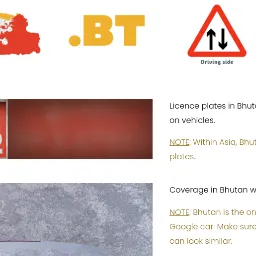 .BT
Driving side
Licence plates in Bhut
on vehicles.
NOTE: Within Asia, Bhut
plates.
Coverage in Bhutan w
NOTE: Bhutan is the on
Google car. Make sure
can look similar.